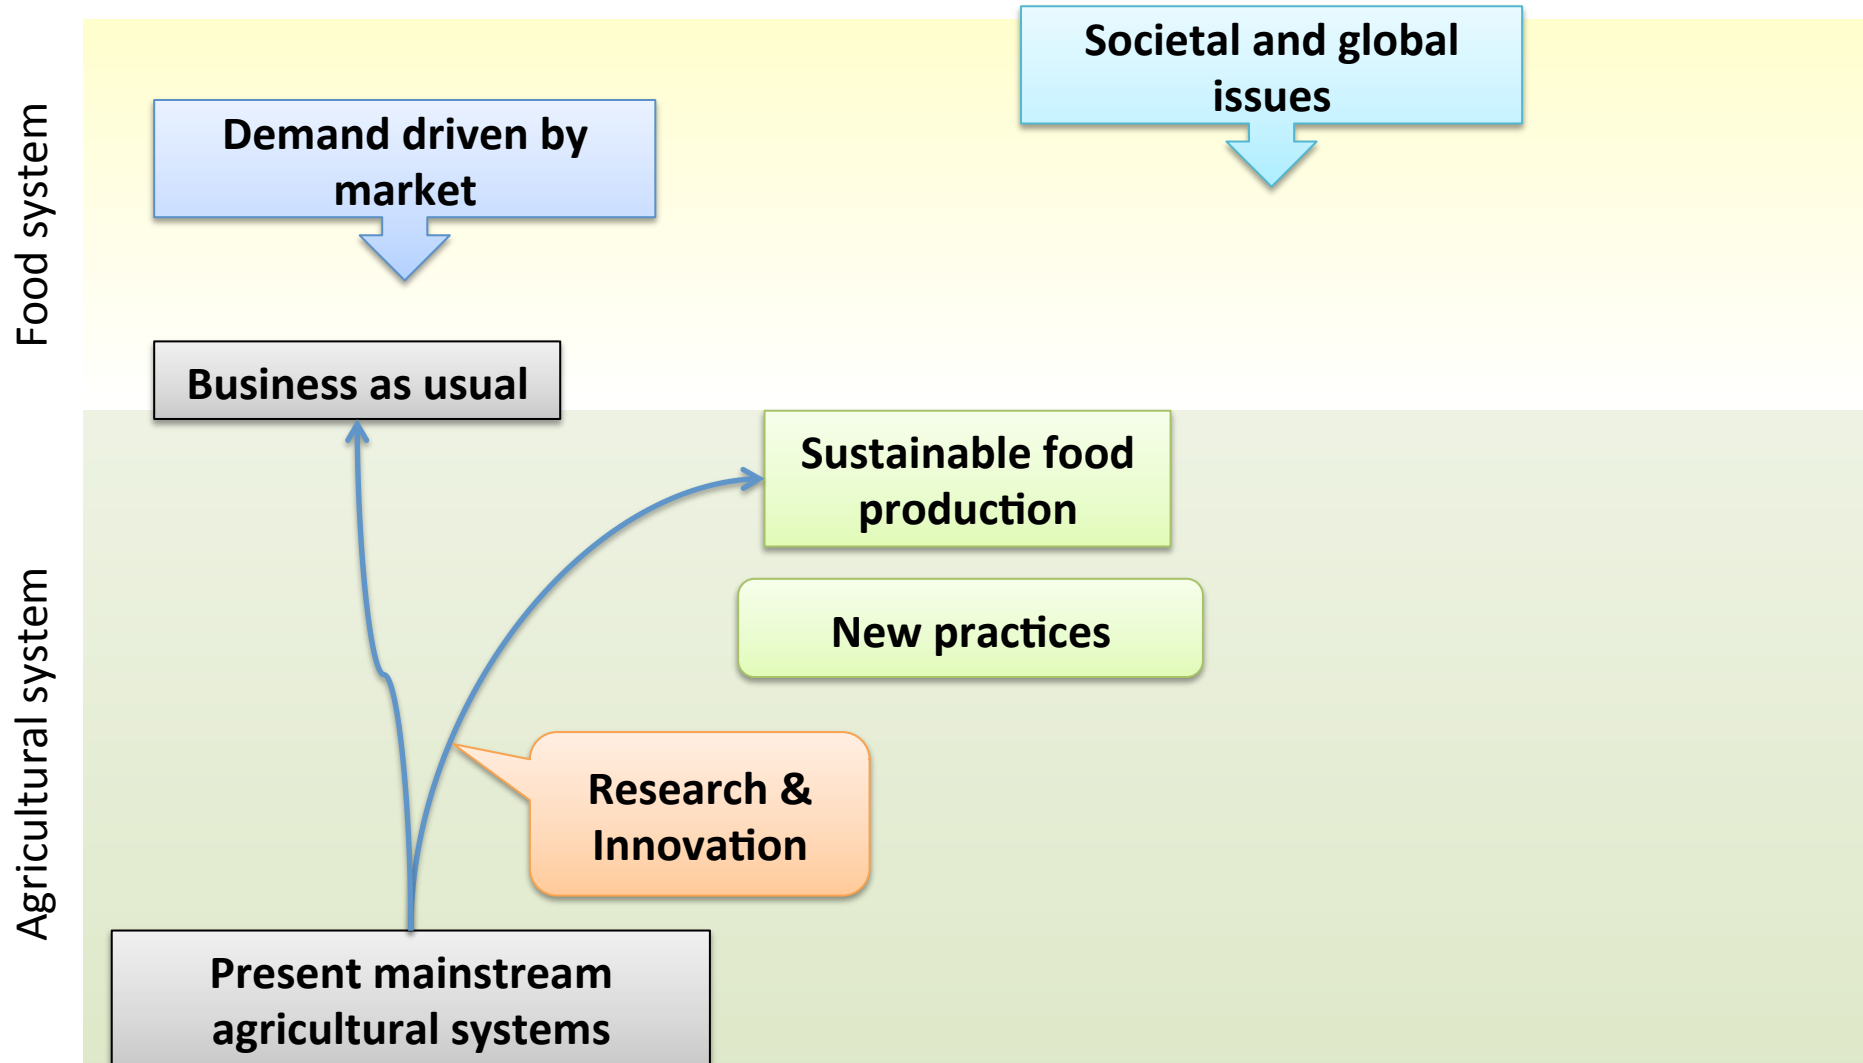 Societal and global
issues
Demand driven by
market
Food system
Business as usual
Sustainable food
production
New practices
Agricultural system
Research &
Innovation
Present mainstream
agricultural systems